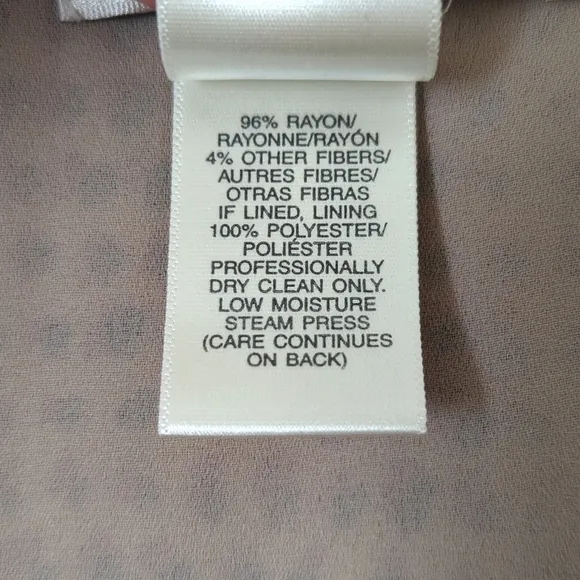 96% RAYON/
RAYONNE/RAYÓN
4% OTHER FIBERS/
AUTRES FIBRES/
OTRAS FIBRAS
IF LINED, LINING
100% POLYESTER/
POLIÉSTER
PROFESSIONALLY
DRY CLEAN ONLY.
LOW MOISTURE
STEAM PRESS
(CARE CONTINUES
ON BACK)